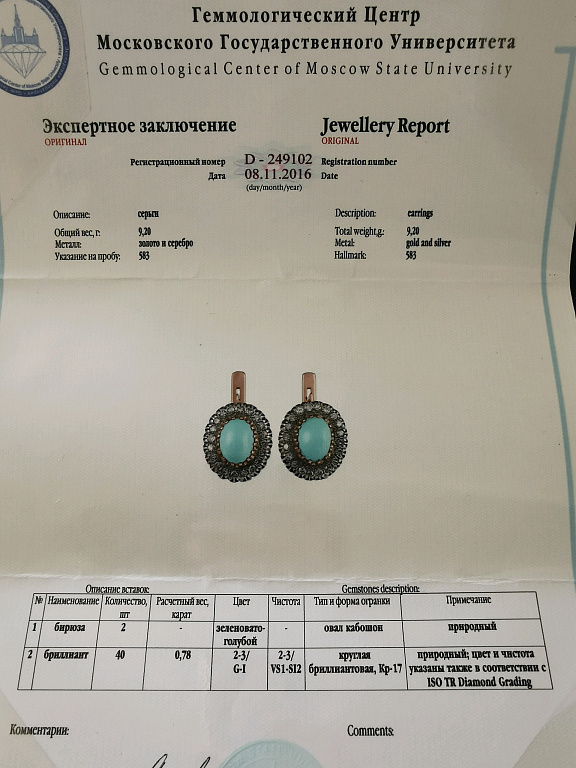 Геммологический Центр
Московского Государственного Университета
Gemmological Center of Moscow State University
Экспертное заключение Jewellery Report
ОРИГИНАЛ ORIGINAL
Регистрационный номер D - 249102 Registration number
Дата 08.11.2016 Date
(day/month/year)
Описание: серьги Description: earrings
Общий вес, г: 9,20 Total weight,g.: 9,20
Металл: золото и серебро Metal: gold and silver
Указание на пробу: 583 Hallmark: 583
Описание вставок: Gemstones description:
№ Наименование Количество, шт Расчетный вес, карат Цвет Чистота Тип и форма огранки Примечание
1 бирюза 2 - зеленовато-голубой - овал кабошон природный
2 бриллиант 40 0,78 2-3/ G-I 2-3/ VS1-SI2 круглая бриллиантовая, Кр-17 природный; цвет и чистота указаны также в соответствии с ISO TR Diamond Grading
Комментарии: Comments: